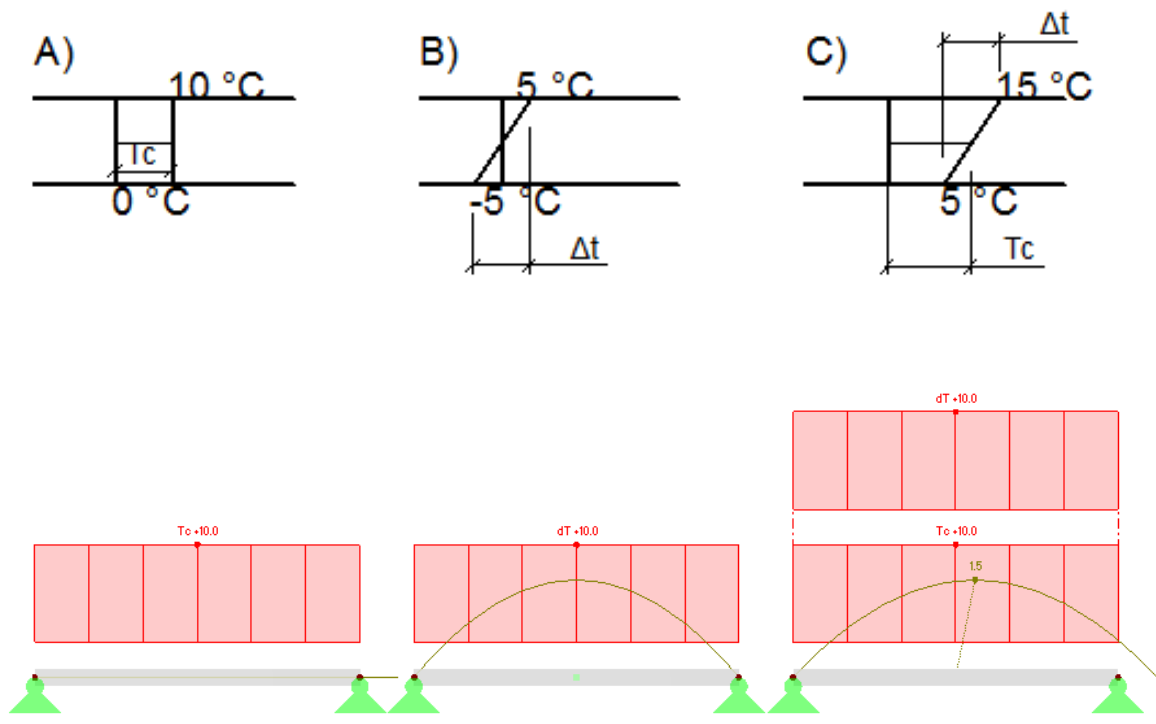 A)
10 °C
Tc
0 °C
B)
5 °C
-5 °C
Δt
C)
Δt
15 °C
5 °C
Tc
Tc +10.0
dT +10.0
dT +10.0
Tc +10.0
1.5